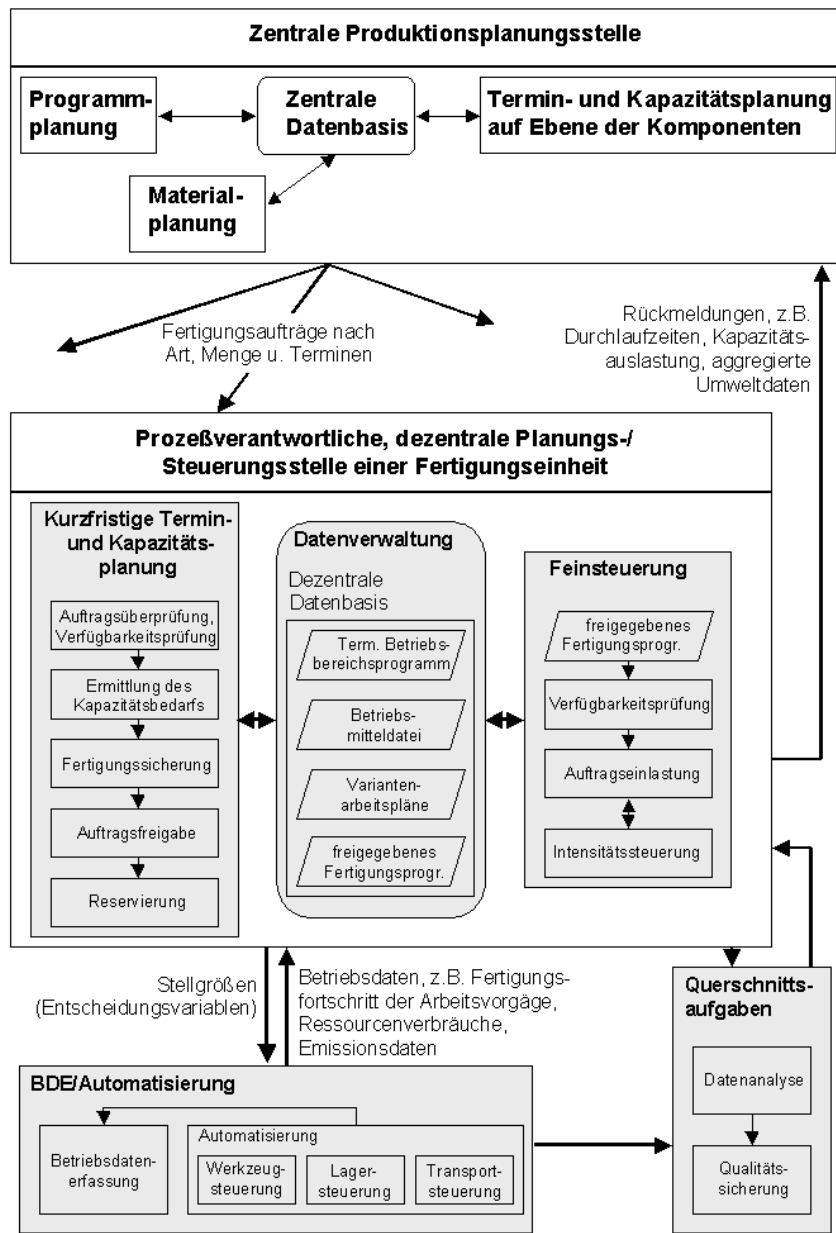 Zentrale Produktionsplanungsstelle
Programm-
planung
Zentrale
Datenbasis
Termin- und Kapazitätsplanung
auf Ebene der Komponenten
Material-
planung
Fertigungsaufträge nach
Art, Menge u. Terminen
Rückmeldungen, z.B.
Durchlaufzeiten, Kapazitäts-
auslastung, aggregierte
Umweltdaten
Prozeßverantwortliche, dezentrale Planungs-/
Steuerungsstelle einer Fertigungseinheit
Kurzfristige Termin-
und Kapazitäts-
planung
Auftragsüberprüfung,
Verfügbarkeitsprüfung
Ermittlung des
Kapazitätsbedarfs
Fertigungssicherung
Auftragsfreigabe
Reservierung
Datenverwaltung
Dezentrale
Datenbasis
Term. Betriebs-
bereichsprogramm
Betriebs-
mitteldatei
Varianten-
arbeitspläne
freigegebenes
Fertigungsprogr.
Feinsteuerung
freigegebenes
Fertigungsprogr.
Verfügbarkeitsprüfung
Auftragseinlastung
Intensitätssteuerung
Stellgrößen
(Entscheidungsvariablen)
Betriebsdaten, z.B. Fertigungs-
fortschritt der Arbeitsvorgäge,
Ressourcenverbräuche,
Emissionsdaten
Querschnitts-
aufgaben
Datenanalyse
Qualitäts-
sicherung
BDE/Automatisierung
Betriebsdaten-
erfassung
Automatisierung
Werkzeug-
steuerung
Lager-
steuerung
Transport-
steuerung